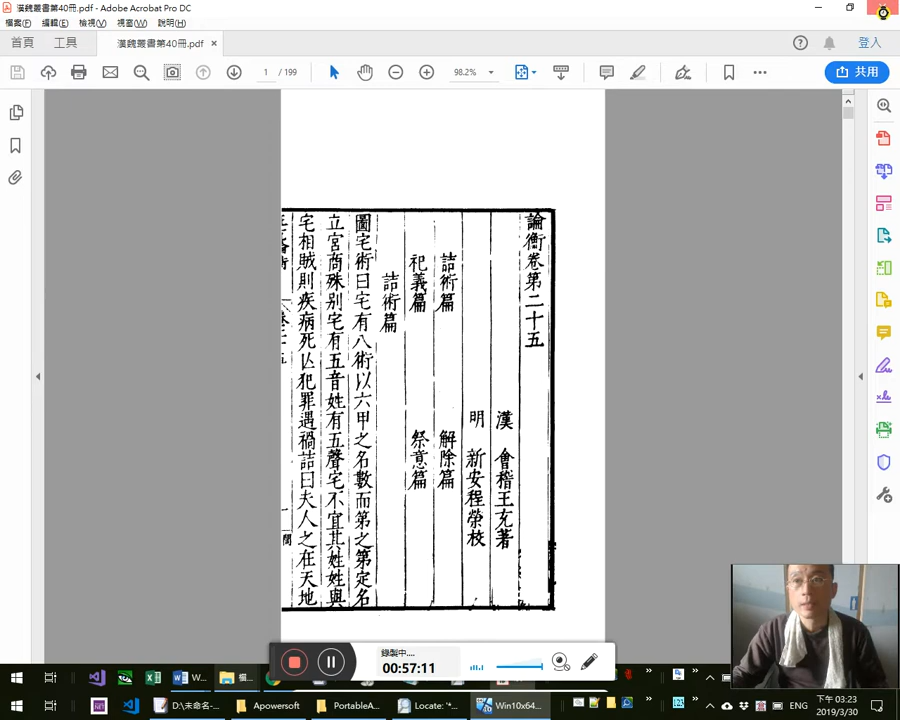 漢魏叢書第40冊.pdf - Adobe Acrobat Pro DC
檔案(F) 編輯(E) 檢視(V) 視窗(W) 說明(H)
首頁 工具 漢魏叢書第40冊.pdf × 登入
1 / 199 98.2% 共用
論衡卷第二十五
漢 會稽王充著
明 新安程榮校
詰術篇 解除篇
祀義篇 祭意篇
詰術篇
圖宅術曰宅有八術以六甲之名數而第之第定名
立宮商殊別宅有五音姓有五聲宅不宜其姓姓與
宅相賊則疾病死亡犯罪遇禍詰曰夫人之在天地
錄製中....
00:57:11
W... 檔...
D:\未命名-... Apowersoft PortableA... Locate: '*... Win10x64...
ENG
下午 03:23
2019/3/30